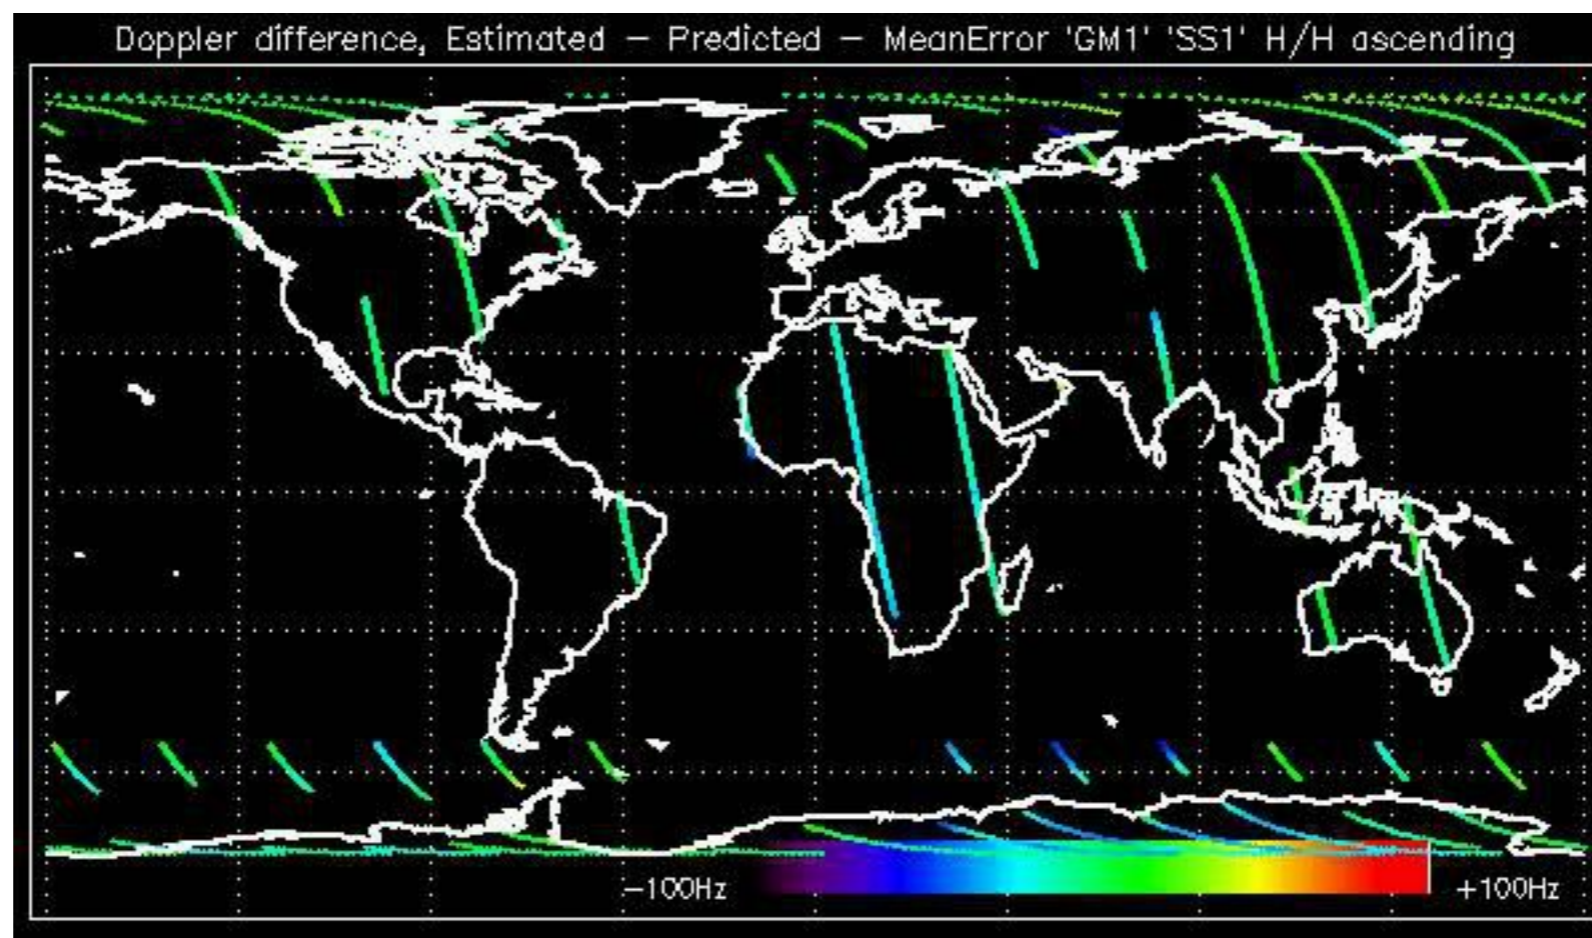 Doppler difference, Estimated — Predicted — MeanError 'GM1' 'SS1' H/H ascending
−100Hz
+100Hz